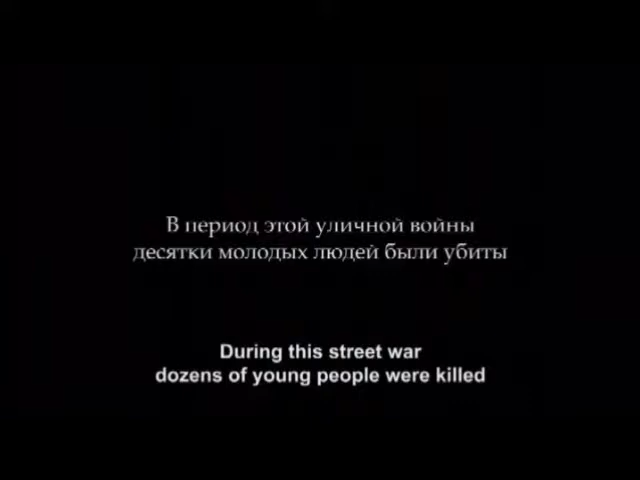 В период этой уличной войны
десятки молодых людей были убиты
During this street war
dozens of young people were killed